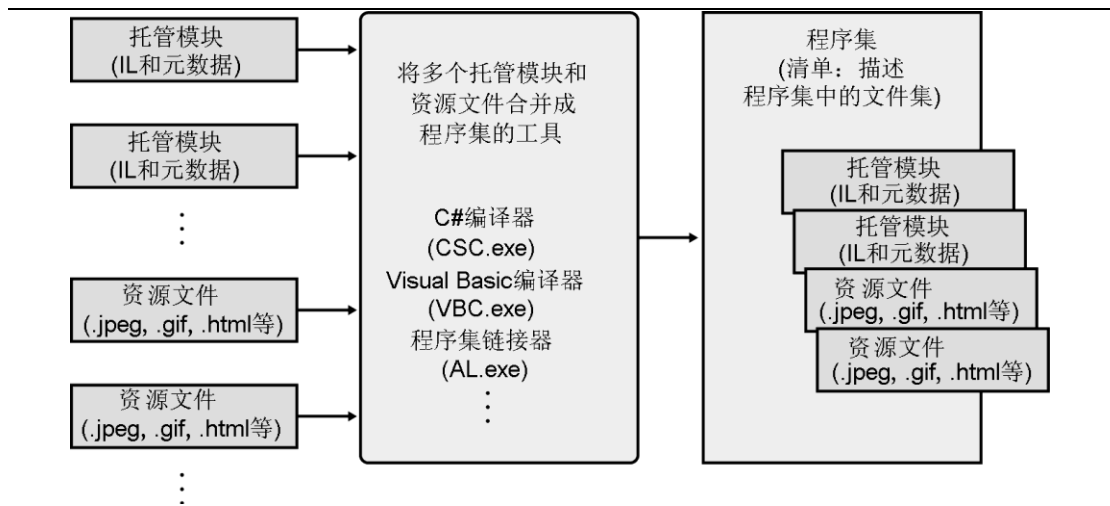 托管模块
(IL和元数据)
托管模块
(IL和元数据)
资源文件
(.jpeg, .gif, .html等)
资源文件
(.jpeg, .gif, .html等)
将多个托管模块和
资源文件合并成
程序集的工具
C#编译器
(CSC.exe)
Visual Basic编译器
(VBC.exe)
程序集链接器
(AL.exe)
程序集
(清单：描述
程序集中的文件集)
托管模块
(IL和元数据)
托管模块
(IL和元数据)
资源文件
(.jpeg, .gif, .html等)
资源文件
(.jpeg, .gif, .html等)